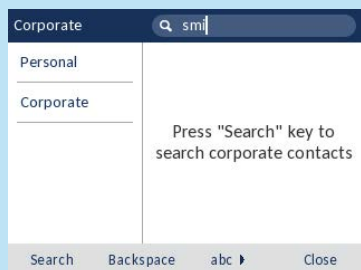 Corporate smi
Personal
Corporate
Press "Search" key to
search corporate contacts
Search Backspace abc Close